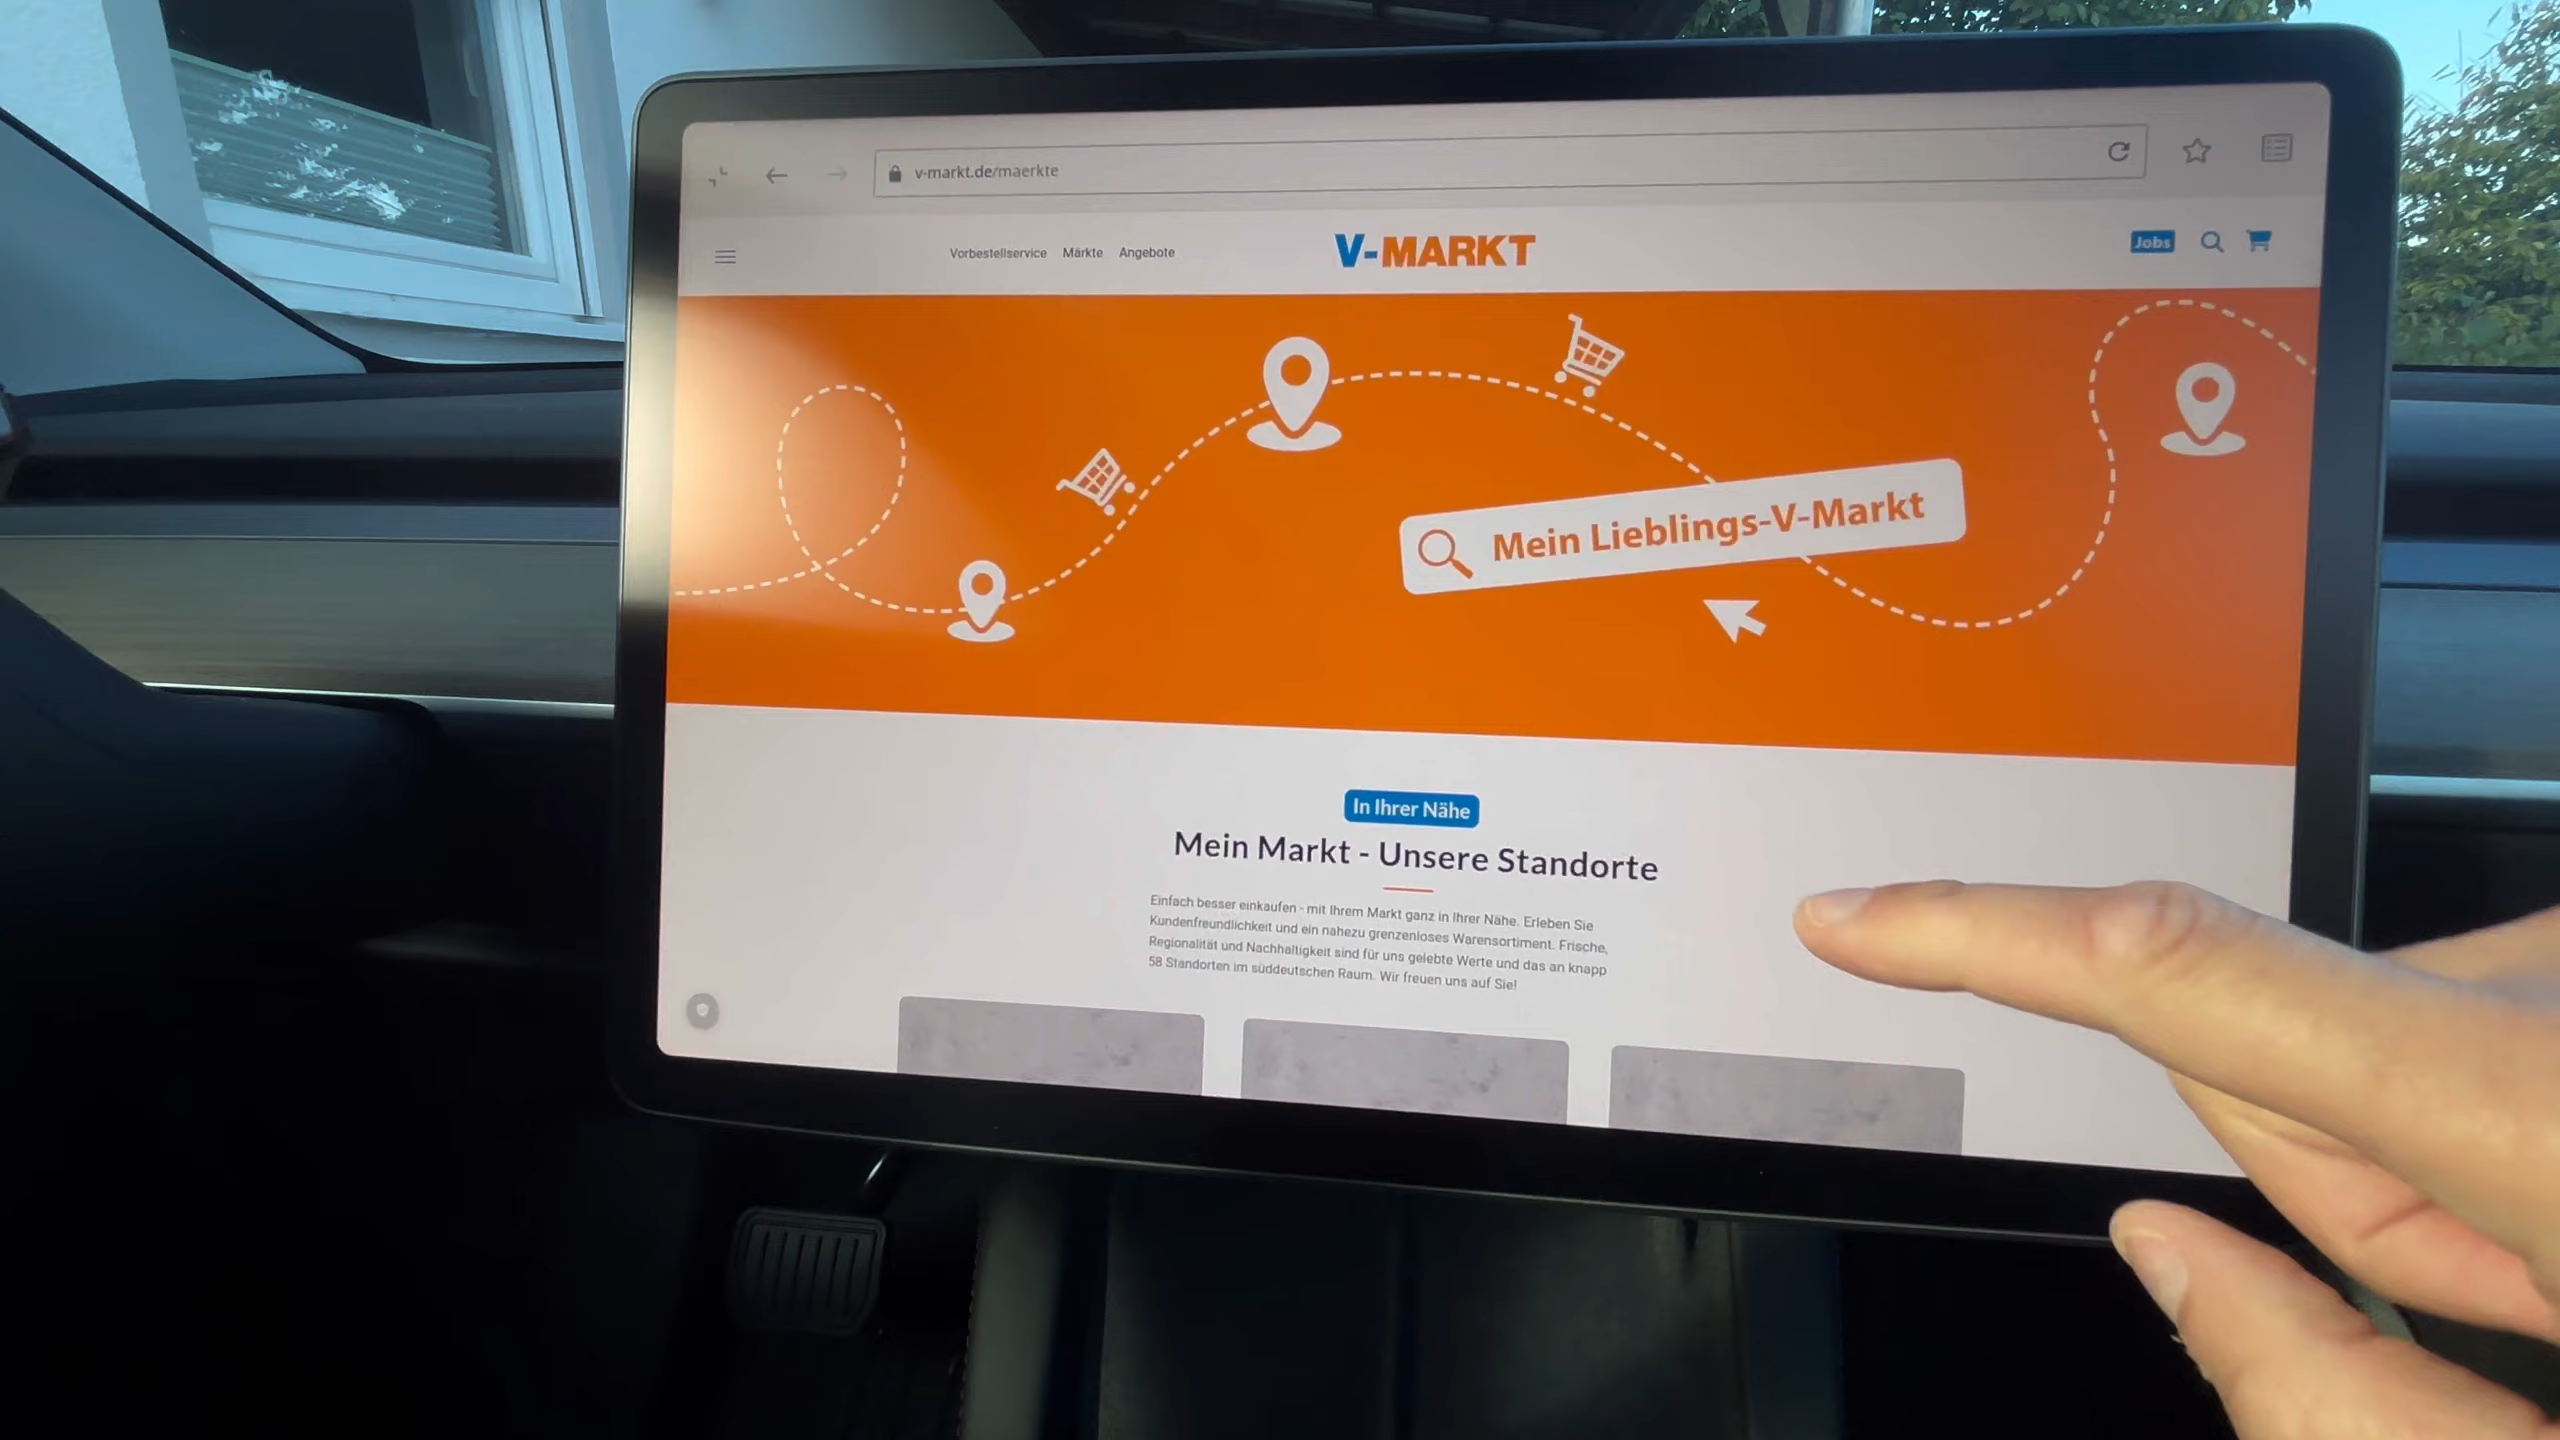 v-markt.de/maerkte
Vorbestellservice Märkte Angebote
V-MARKT
Jobs
Mein Lieblings-V-Markt
In Ihrer Nähe
Mein Markt - Unsere Standorte
Einfach besser einkaufen - mit Ihrem Markt ganz in Ihrer Nähe. Erleben Sie
Kundenfreundlichkeit und ein nahezu grenzenloses Warensortiment. Frische,
Regionalität und Nachhaltigkeit sind für uns gelebte Werte und das an knapp
58 Standorten im süddeutschen Raum. Wir freuen uns auf Sie!